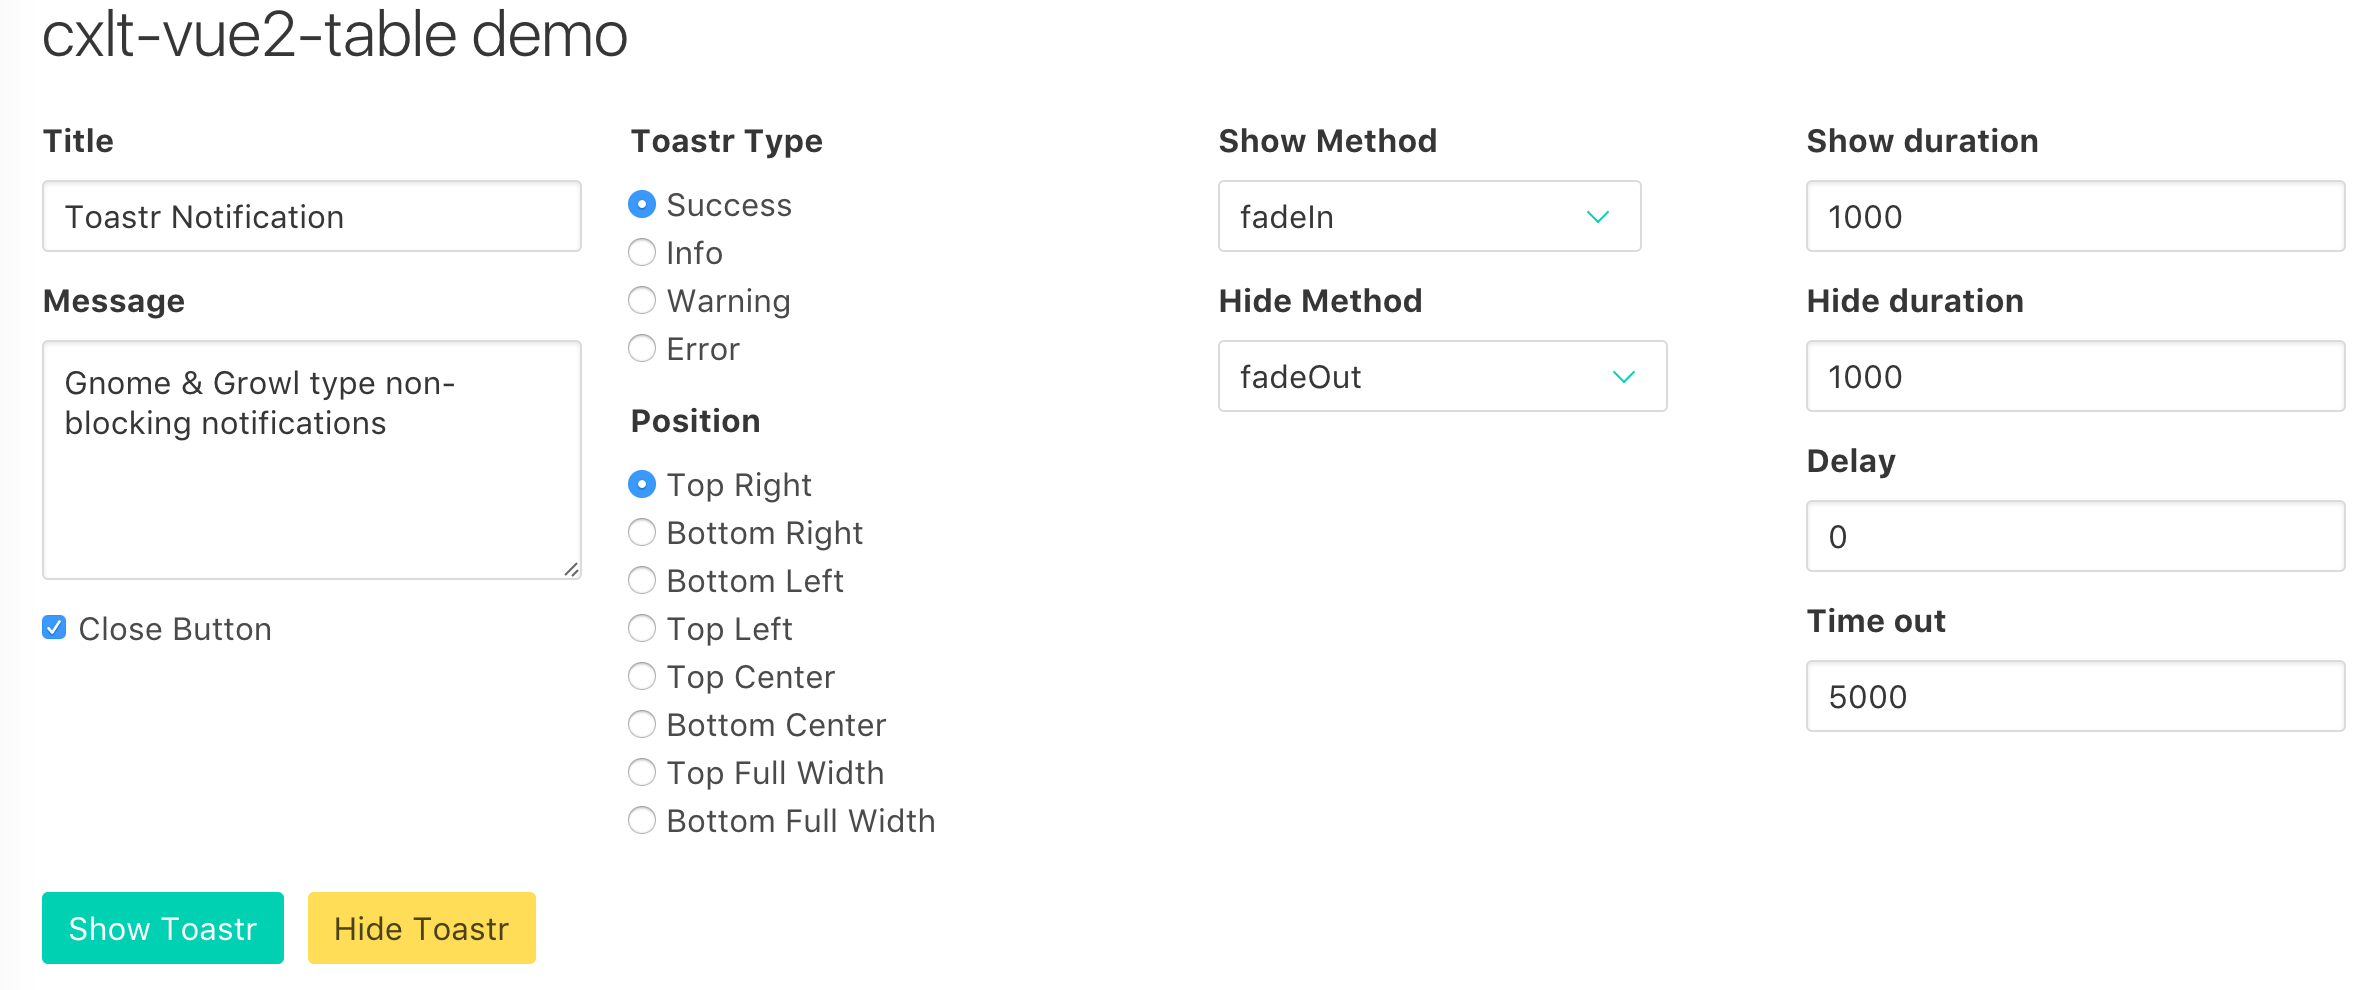 cxlt-vue2-table demo
Title
Toastr Notification
Message
Gnome & Growl type non-
blocking notifications
Close Button
Toastr Type
Success
Info
Warning
Error
Position
Top Right
Bottom Right
Bottom Left
Top Left
Top Center
Bottom Center
Top Full Width
Bottom Full Width
Show Method
fadeIn
Hide Method
fadeOut
Show duration
1000
Hide duration
1000
Delay
0
Time out
5000
Show Toastr
Hide Toastr